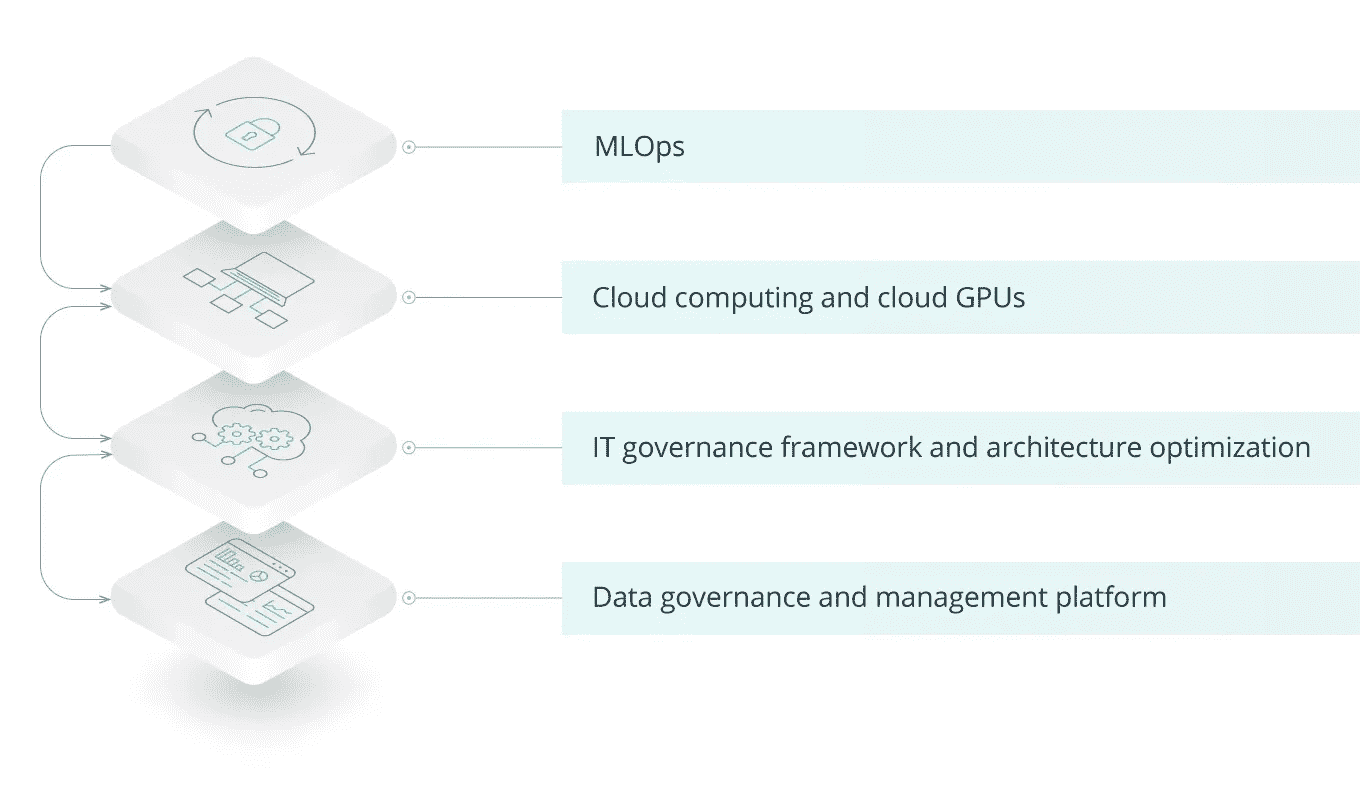 MLOps
Cloud computing and cloud GPUs
IT governance framework and architecture optimization
Data governance and management platform